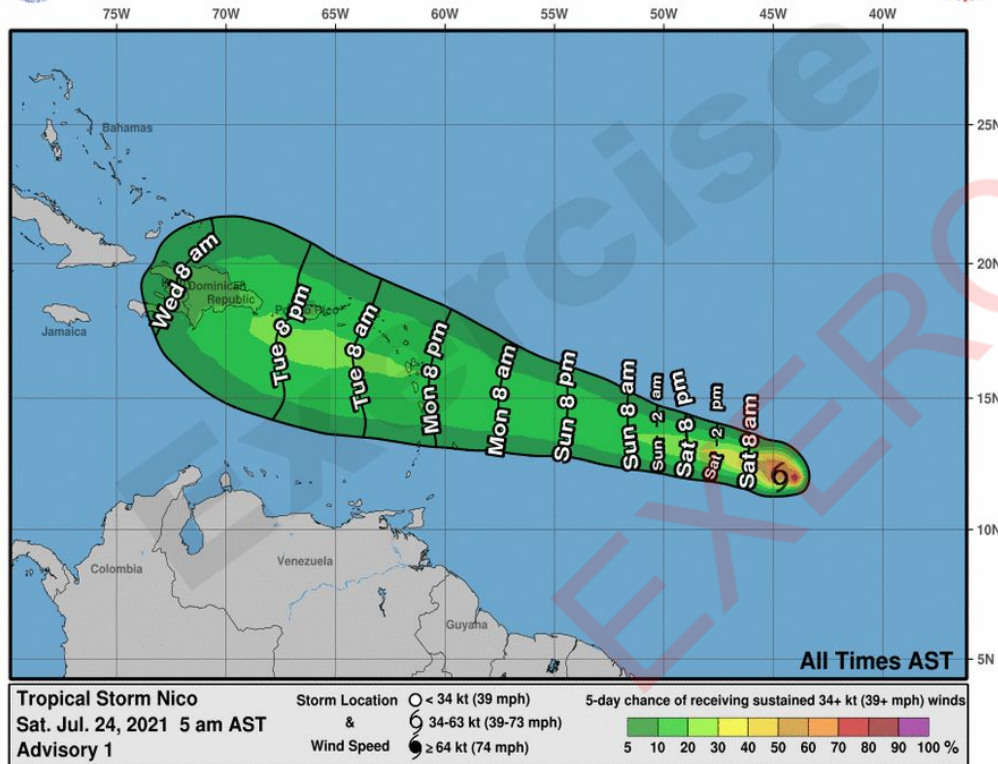 75W 70W 65W 60W 55W 50W 45W 40W
Exercise
EXERC
Bahamas
25N
20N
Wed 8 am
Dominican
Republic
Puerto Rico
Jamaica
Tue 8 pm
Tue 8 am
Mon 8 pm
Mon 8 am
Sun 8 pm
Sun 8 am
Sun 2 am
Sat 8 pm
Sat 2 pm
Sat 8 am
15N
10N
Colombia
Venezuela
Guyana
5N
All Times AST
Tropical Storm Nico
Sat. Jul. 24, 2021 5 am AST
Advisory 1
Storm Location
&
Wind Speed
< 34 kt (39 mph)
34-63 kt (39-73 mph)
≥ 64 kt (74 mph)
5-day chance of receiving sustained 34+ kt (39+ mph) winds
5 10 20 30 40 50 60 70 80 90 100 %